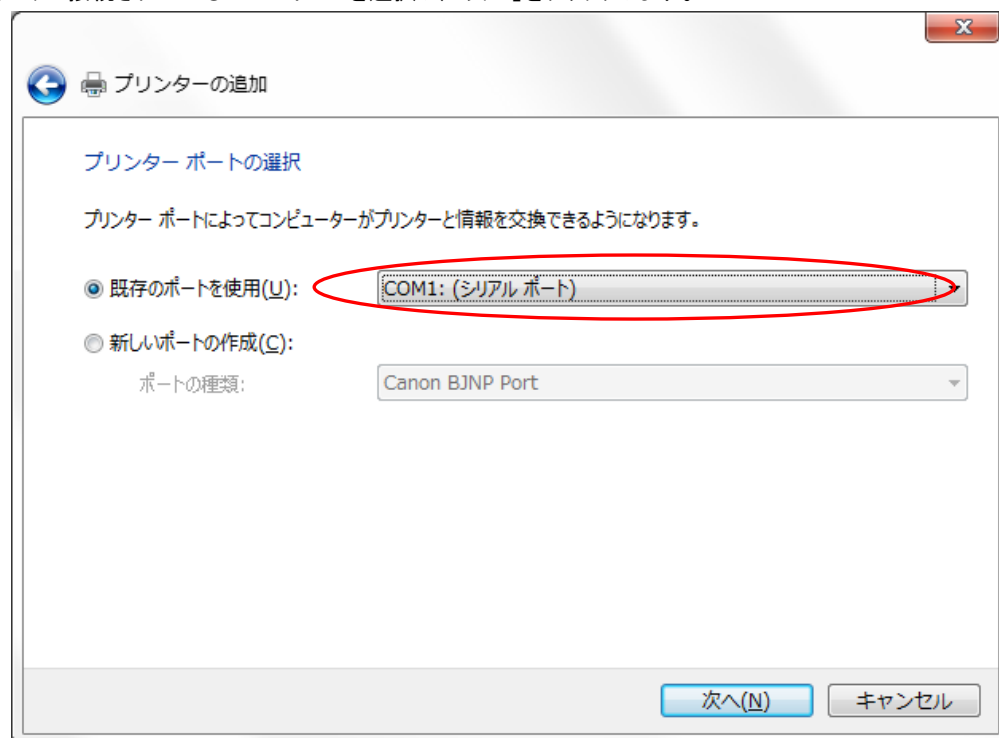 プリンターの追加
プリンター ポートの選択
プリンター ポートによってコンピューターがプリンターと情報を交換できるようになります。
既存のポートを使用(U): COM1: (シリアル ポート)
新しいポートの作成(C):
ポートの種類: Canon BJNP Port
次へ(N) キャンセル